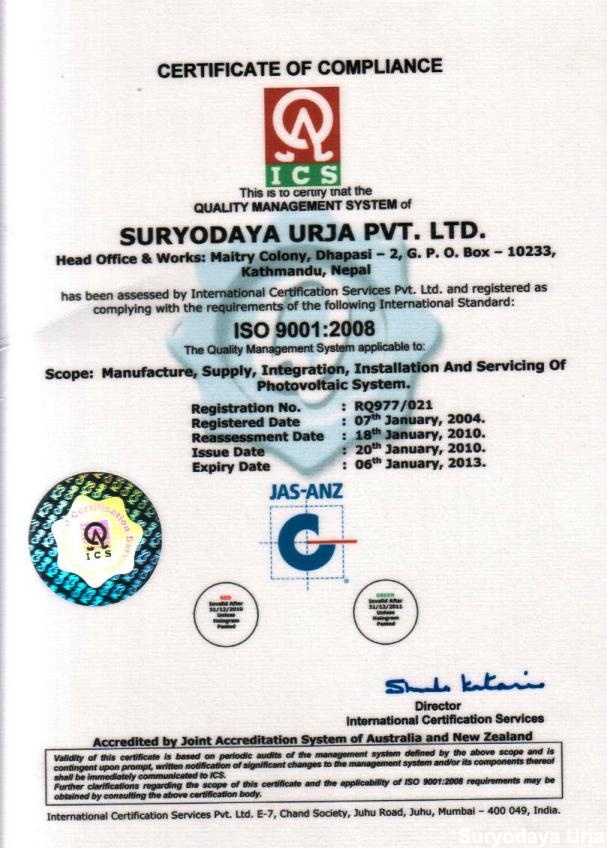 CERTIFICATE OF COMPLIANCE
ICS
This is to certify that the
QUALITY MANAGEMENT SYSTEM of
SURYODAYA URJA PVT. LTD.
Head Office & Works: Maitry Colony, Dhapasi – 2, G. P. O. Box – 10233,
Kathmandu, Nepal
has been assessed by International Certification Services Pvt. Ltd. and registered as
complying with the requirements of the following International Standard:
ISO 9001:2008
The Quality Management System applicable to:
Scope: Manufacture, Supply, Integration, Installation And Servicing Of
Photovoltaic System.
Registration No. : RQ977/021
Registered Date : 07th January, 2004.
Reassessment Date : 18th January, 2010.
Issue Date : 20th January, 2010.
Expiry Date : 06th January, 2013.
JAS-ANZ
ICS
RED
Invalid After
31/12/2010
Unless
Hologram
Pasted
GREEN
Invalid After
31/12/2011
Unless
Hologram
Pasted
Director
International Certification Services
Accredited by Joint Accreditation System of Australia and New Zealand
Validity of this certificate is based on periodic audits of the management system defined by the above scope and is
contingent upon prompt, written notification of significant changes to the management system and/or its components thereof
shall be immediately communicated to ICS.
Further clarifications regarding the scope of this certificate and the applicability of ISO 9001:2008 requirements may be
obtained by consulting the above certification body.
International Certification Services Pvt. Ltd. E-7, Chand Society, Juhu Road, Juhu, Mumbai – 400 049, India.
Suryodaya Urja